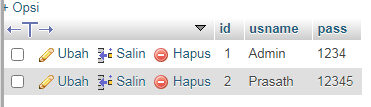 + Opsi
←T→ id usname pass
Ubah Salin Hapus 1 Admin 1234
Ubah Salin Hapus 2 Prasath 12345